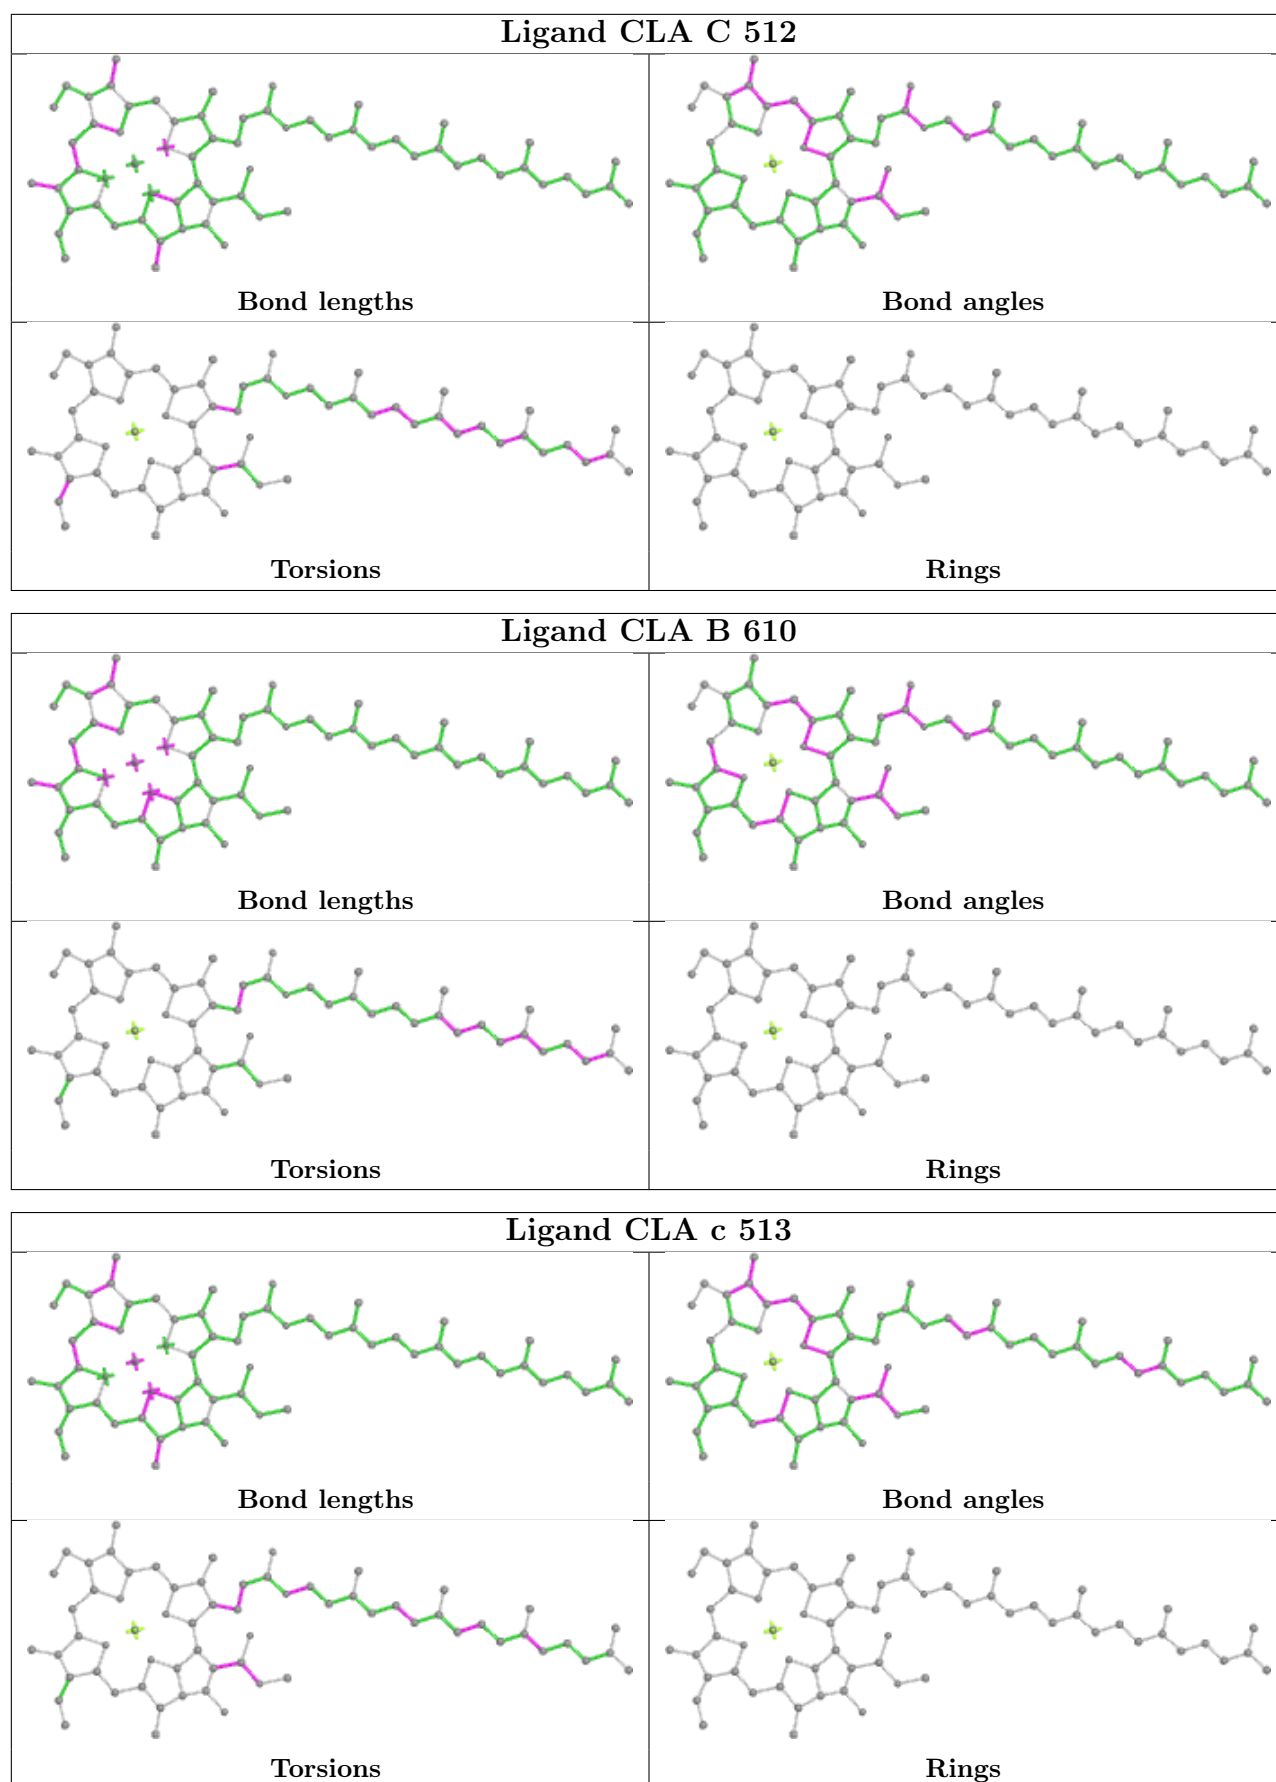 Ligand CLA C 512
Bond lengths
Bond angles
Torsions
Rings
Ligand CLA B 610
Bond lengths
Bond angles
Torsions
Rings
Ligand CLA c 513
Bond lengths
Bond angles
Torsions
Rings